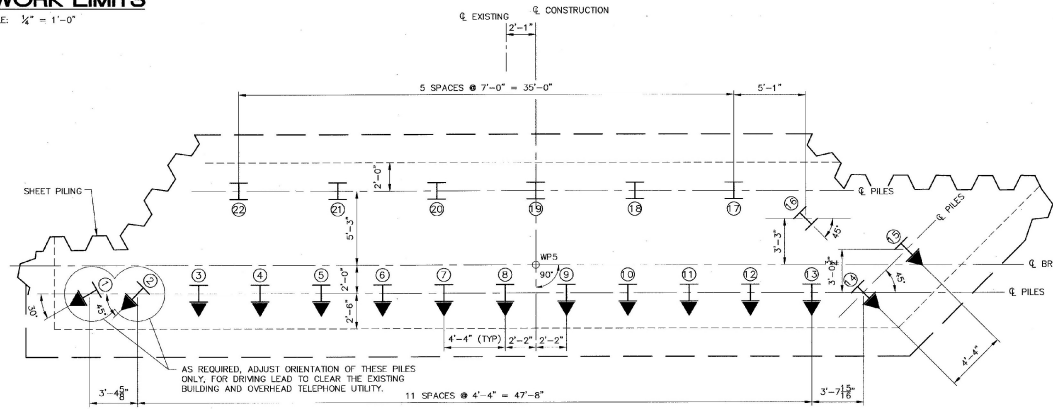 WORK LIMITS
LE: ¼" = 1'-0"
℄ EXISTING
℄ CONSTRUCTION
2'-1"
5 SPACES @ 7'-0" = 35'-0"
5'-1"
SHEET PILING
2'-0"
℄ PILES
22
21
20
19
18
17
16
45°
5'-3"
3'-3"
℄ PILES
15
WP5
90°
3'-0¾"
45°
℄ BR
1
2
3
4
5
6
7
8
9
10
11
12
13
14
2'-0"
℄ PILES
30°
45°
2'-6"
4'-4" (TYP)
2'-2"
2'-2"
4'-4"
AS REQUIRED, ADJUST ORIENTATION OF THESE PILES
ONLY, FOR DRIVING LEAD TO CLEAR THE EXISTING
BUILDING AND OVERHEAD TELEPHONE UTILITY.
3'-4⅝"
11 SPACES @ 4'-4" = 47'-8"
3'-7 15/16"